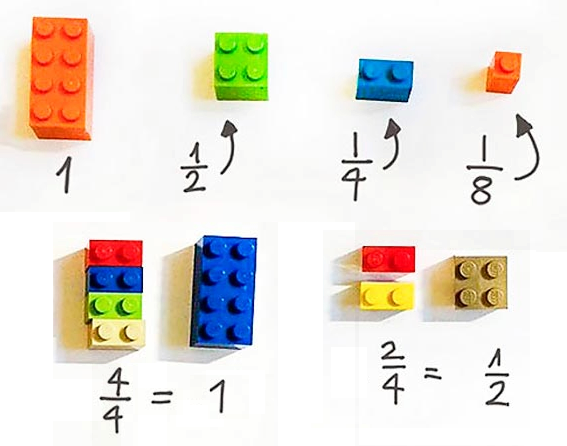 1 1/2 1/4 1/8
4/4 = 1 2/4 = 1/2